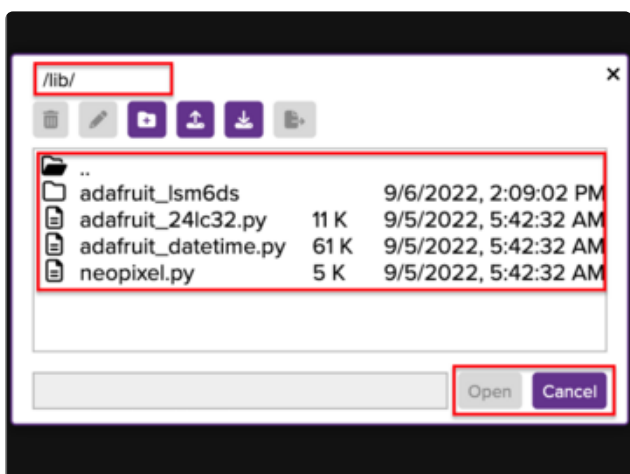 /lib/
×
..
adafruit_lsm6ds 9/6/2022, 2:09:02 PM
adafruit_24lc32.py 11 K 9/5/2022, 5:42:32 AM
adafruit_datetime.py 61 K 9/5/2022, 5:42:32 AM
neopixel.py 5 K 9/5/2022, 5:42:32 AM
Open Cancel